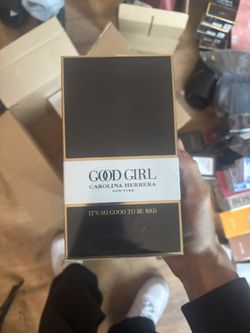 GOOD GIRL
CAROLINA HERRERA
NEW YORK
IT'S SO GOOD TO BE BAD